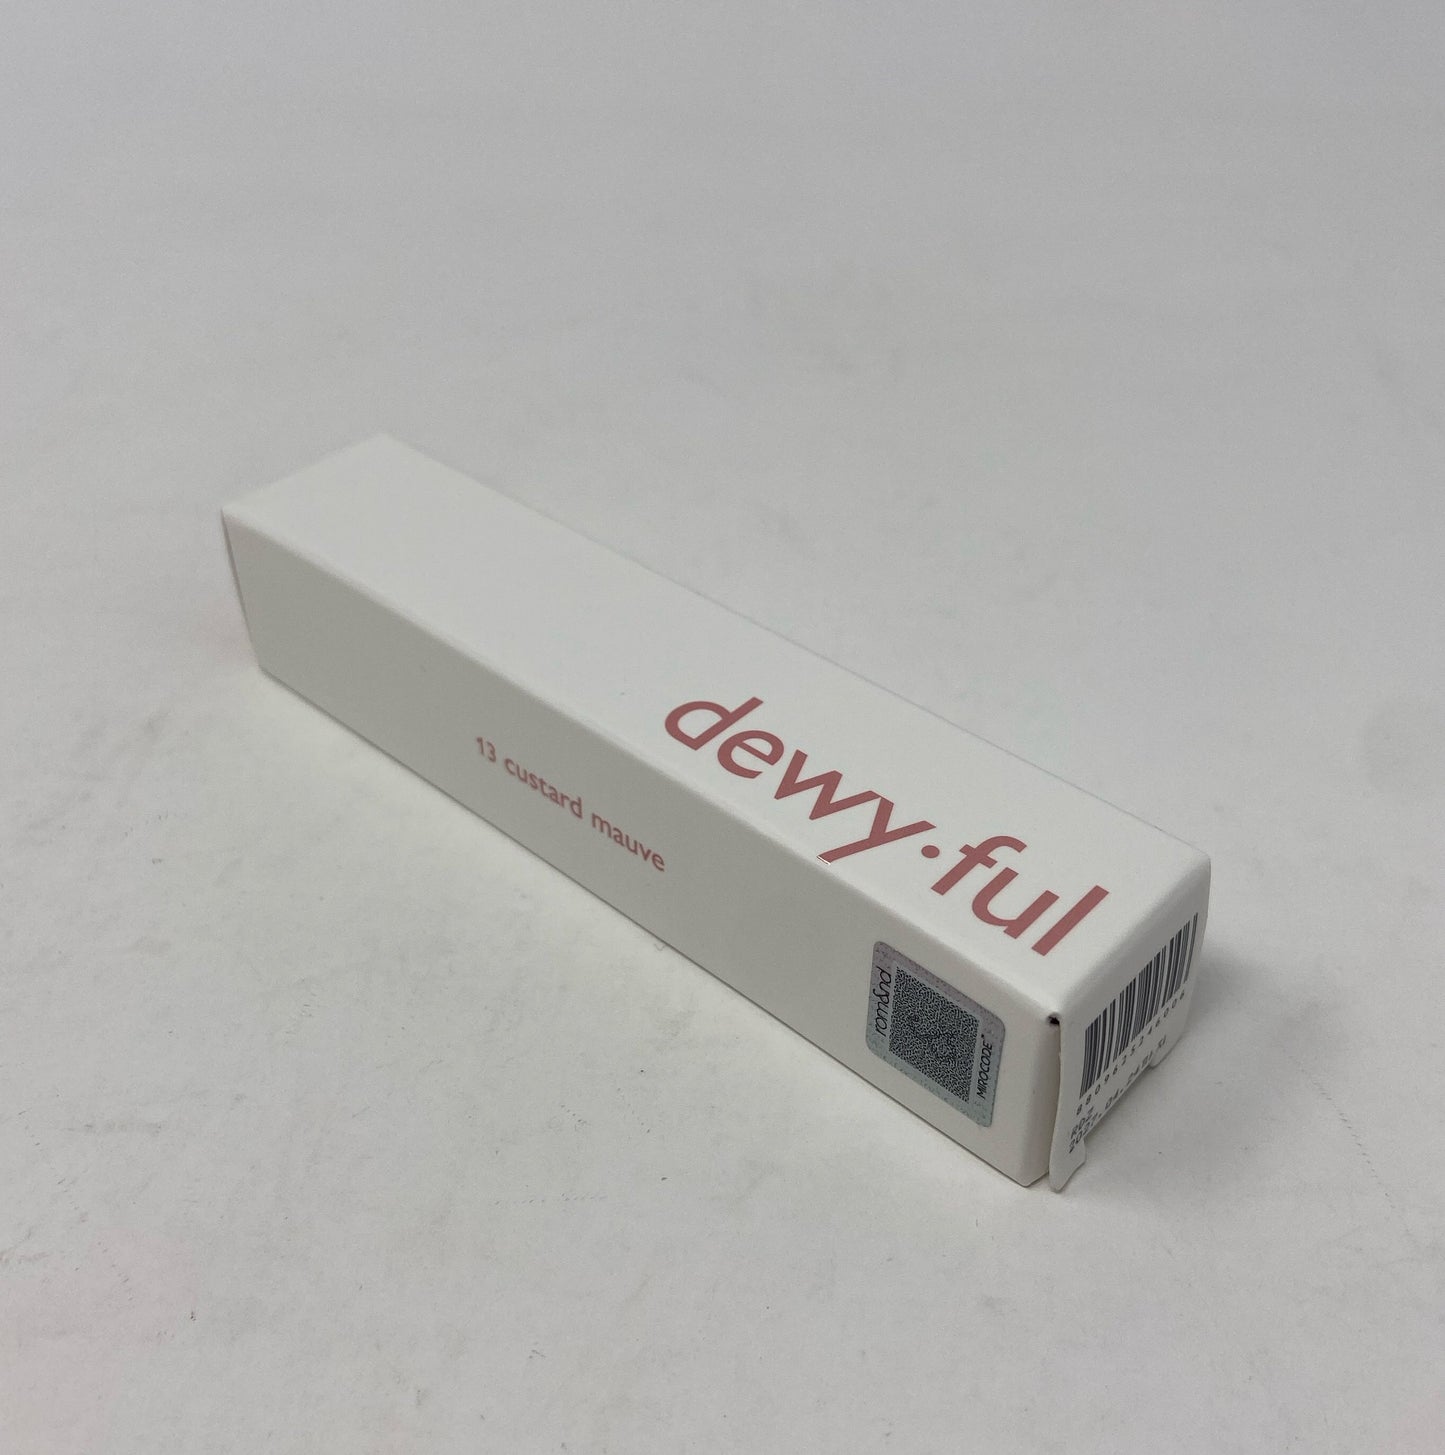 dewy·ful
13 custard mauve
rom&nd
MIROCODE